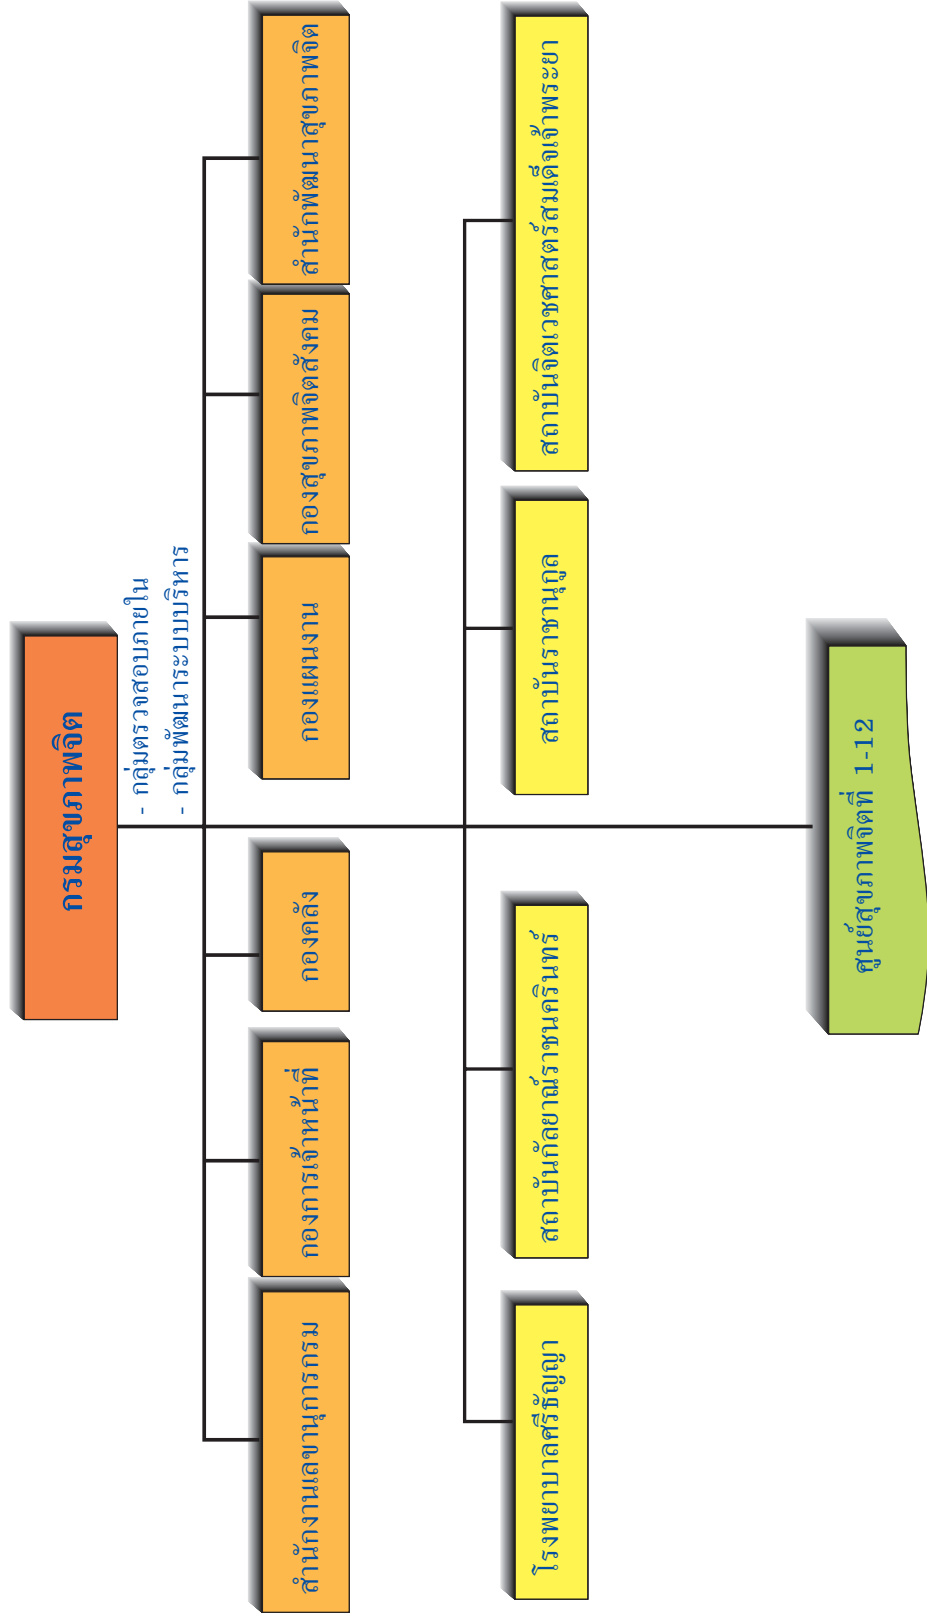 กรมสุขภาพจิต
- กลุ่มตรวจสอบภายใน
- กลุ่มพัฒนาระบบบริหาร
สำนักงานเลขานุการกรม
กองการเจ้าหน้าที่
กองคลัง
กองแผนงาน
กองสุขภาพจิตสังคม
สำนักพัฒนาสุขภาพจิต
โรงพยาบาลศรีธัญญา
สถาบันกัลยาณ์ราชนครินทร์
สถาบันราชานุกูล
สถาบันจิตเวชศาสตร์สมเด็จเจ้าพระยา
ศูนย์สุขภาพจิตที่ 1-12